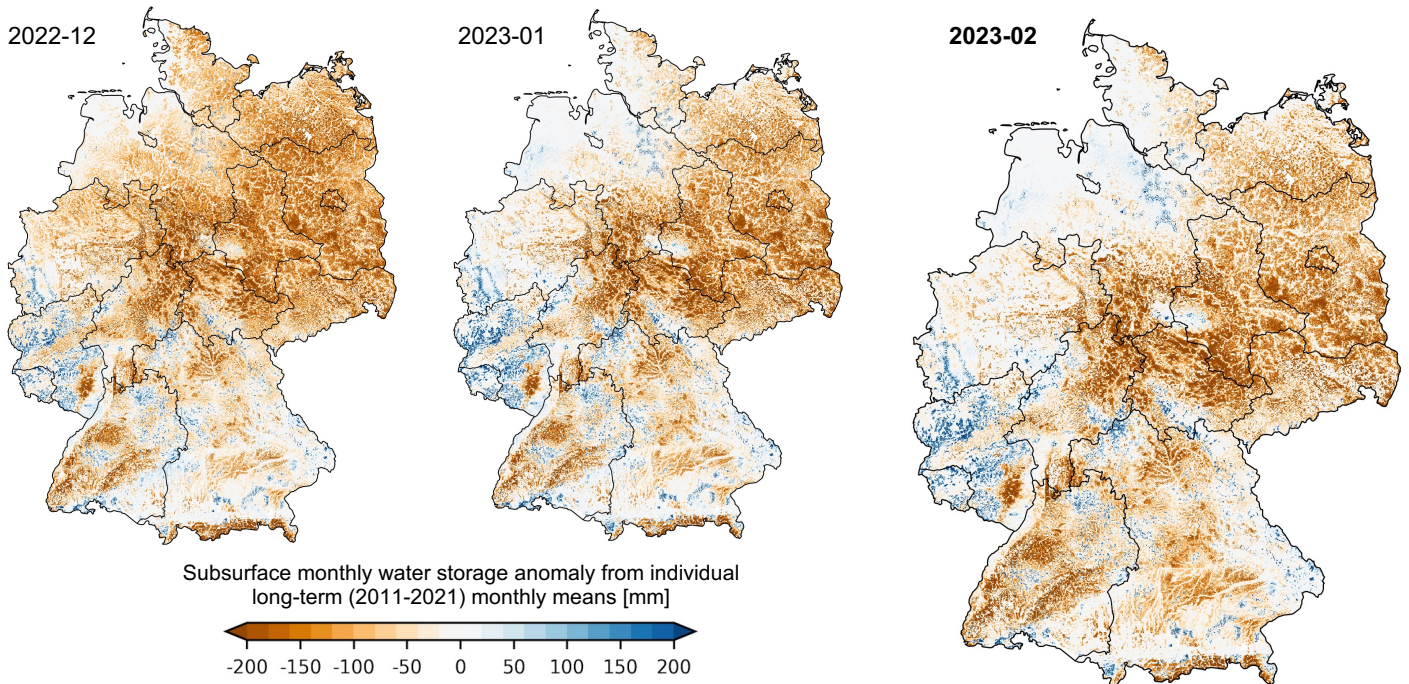 2022-12
2023-01
2023-02
Subsurface monthly water storage anomaly from individual
long-term (2011-2021) monthly means [mm]
-200 -150 -100 -50 0 50 100 150 200